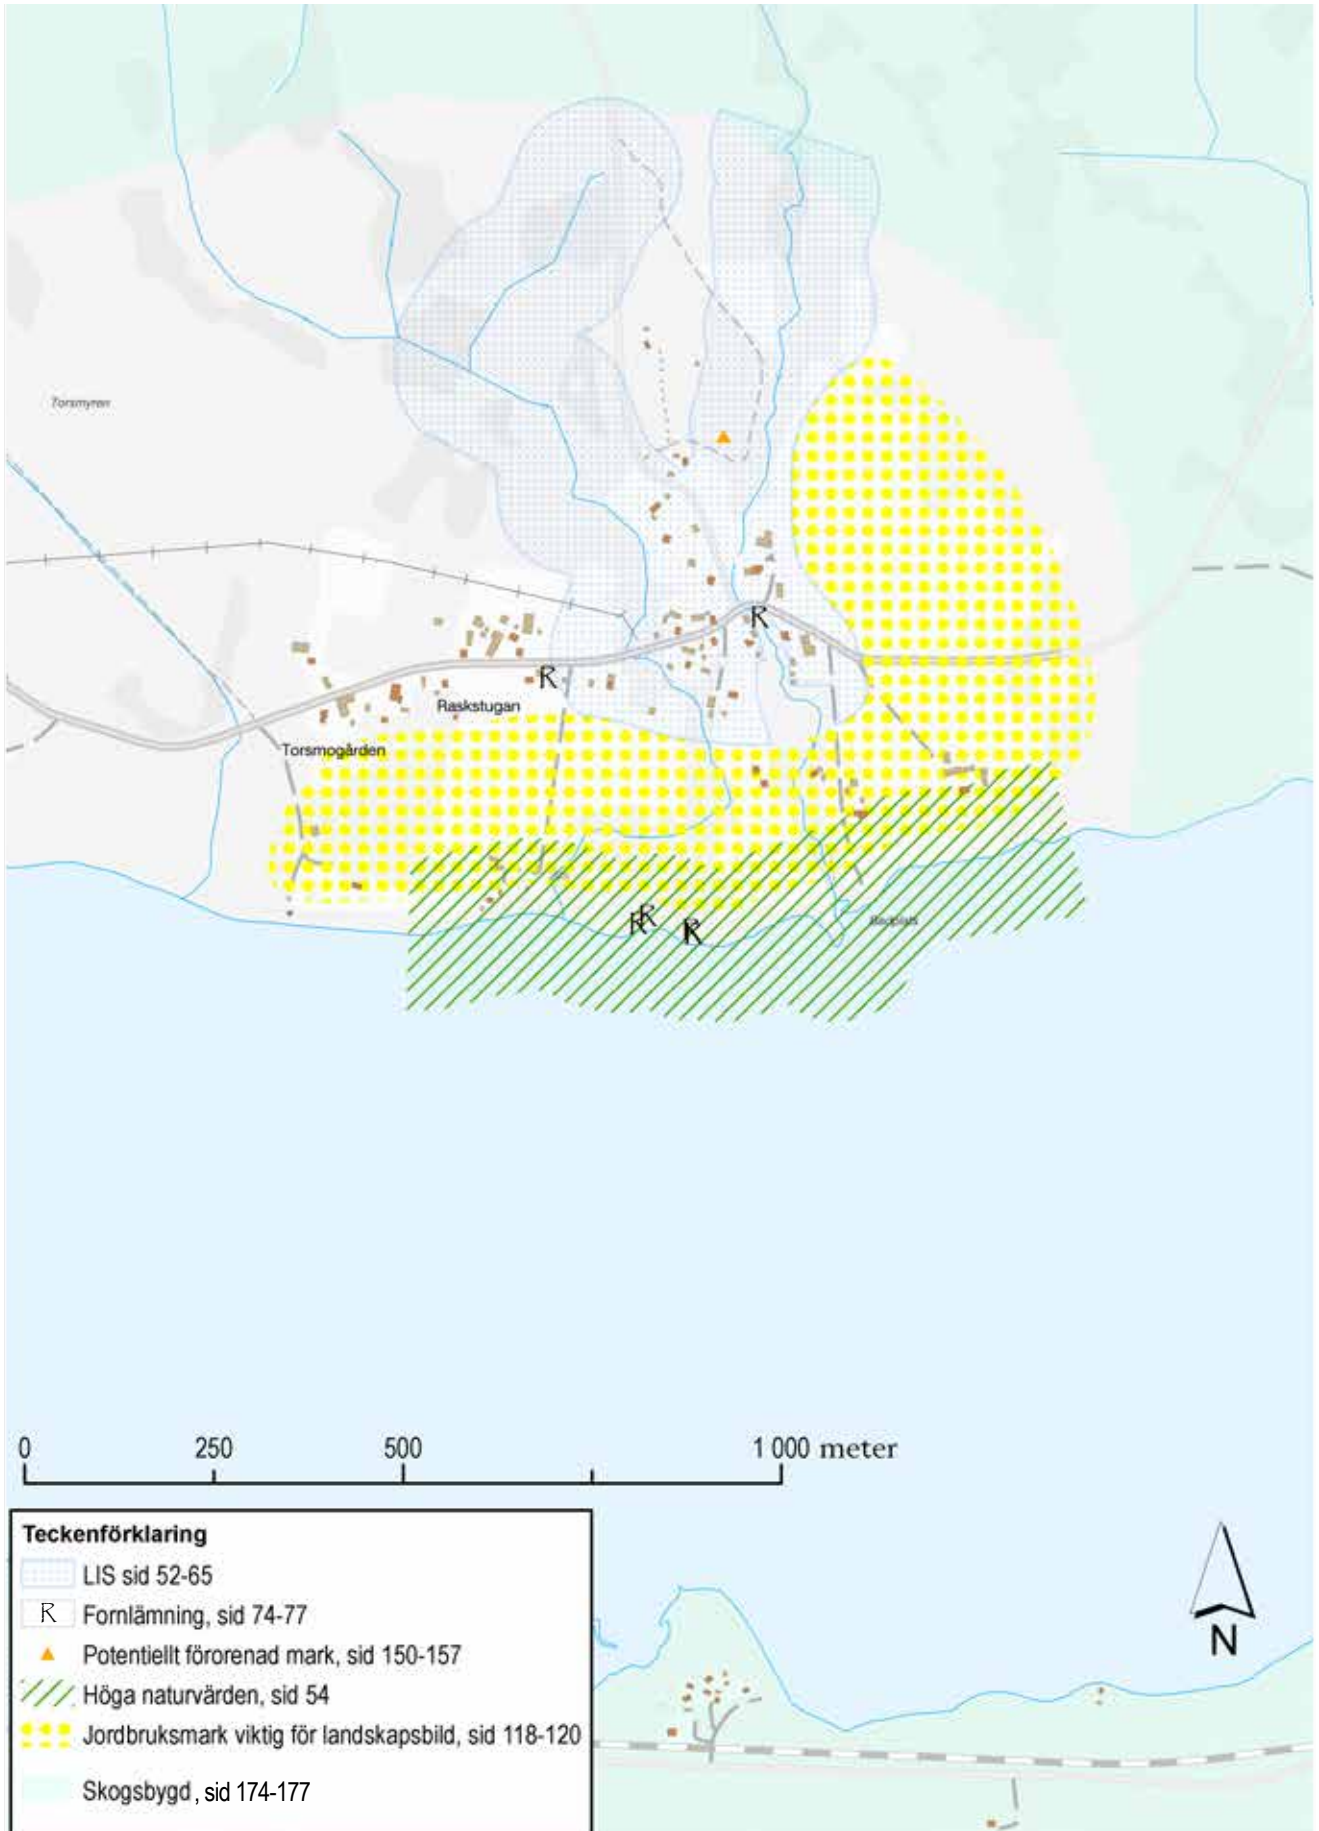 Torsmyren
Raskstugan
Torsmogården
R
R
R
R
R
Badplats
0 250 500 1 000 meter
Teckenförklaring
LIS sid 52-65
R Fornlämning, sid 74-77
Potentiellt förorenad mark, sid 150-157
Höga naturvärden, sid 54
Jordbruksmark viktig för landskapsbild, sid 118-120
Skogsbygd, sid 174-177
N